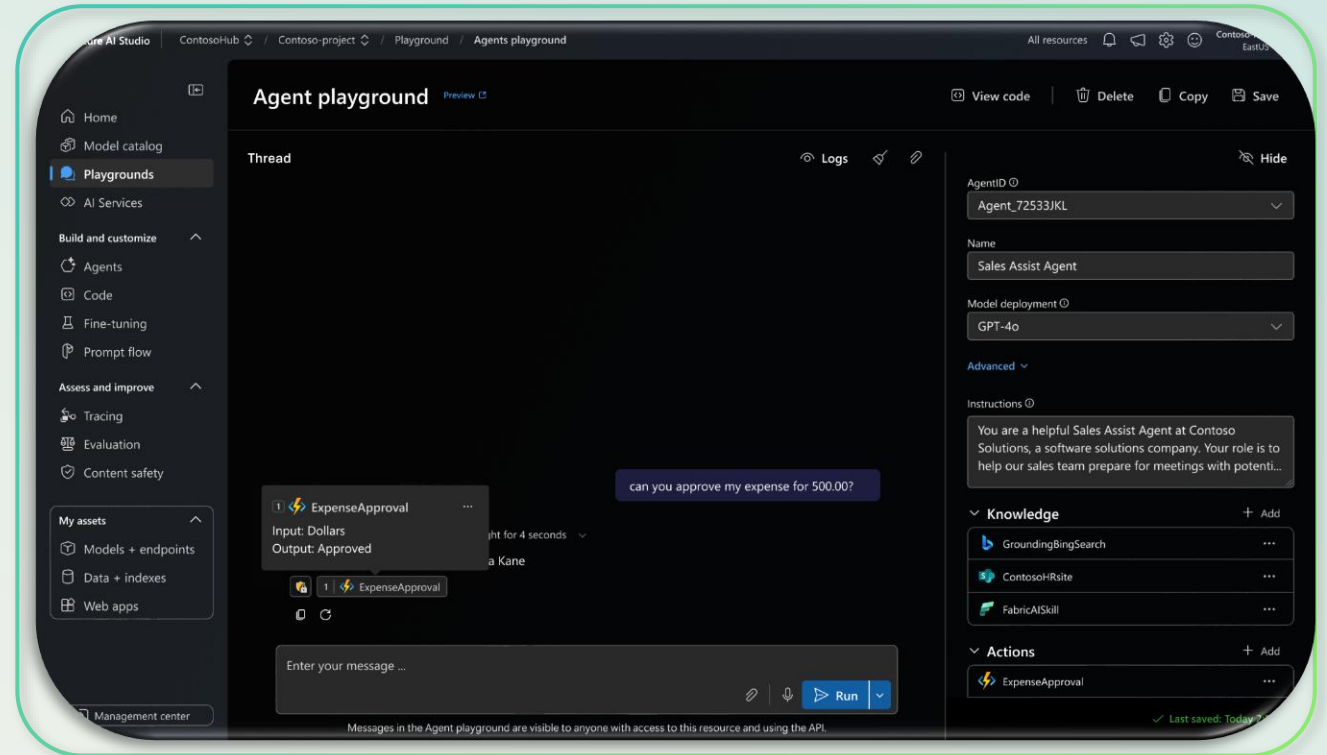 AI Studio
ContosoHub / Contoso-project / Playground / Agents playground
All resources
EastUS
Home
Model catalog
Playgrounds
AI Services
Build and customize
Agents
Code
Fine-tuning
Prompt flow
Assess and improve
Tracing
Evaluation
Content safety
My assets
Models + endpoints
Data + indexes
Web apps
Management center
Agent playground Preview
View code Delete Copy Save
Thread
Logs
can you approve my expense for 500.00?
1 ExpenseApproval ...
Input: Dollars
Output: Approved
for 4 seconds
Kane
1 ExpenseApproval
Enter your message ...
Run
Messages in the Agent playground are visible to anyone with access to this resource and using the API.
Hide
AgentID
Agent_72533JKL
Name
Sales Assist Agent
Model deployment
GPT-4o
Advanced
Instructions
You are a helpful Sales Assist Agent at Contoso
Solutions, a software solutions company. Your role is to
help our sales team prepare for meetings with potenti...
Knowledge + Add
GroundingBingSearch ...
ContosoHRsite ...
FabricAISkill ...
Actions + Add
ExpenseApproval ...
Last saved: Today